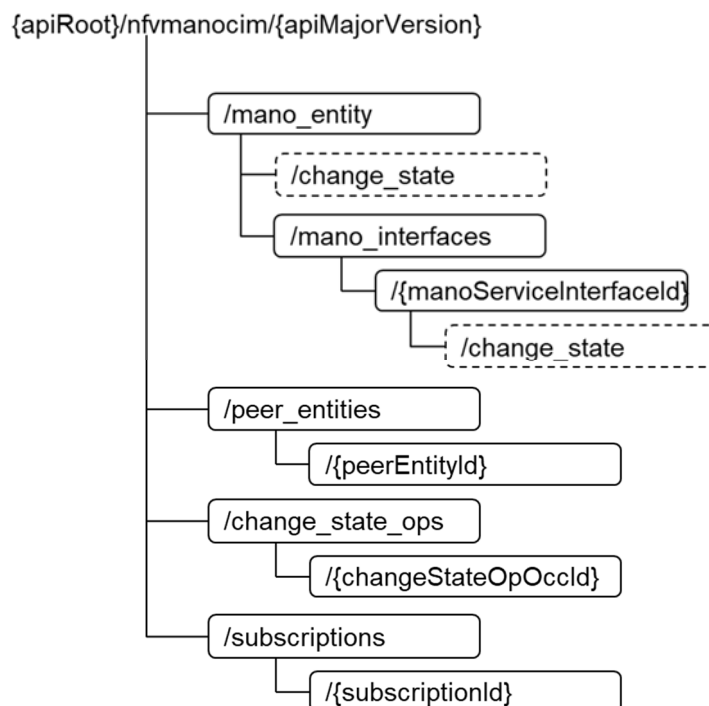 {apiRoot}/nfvmanocim/{apiMajorVersion}
/mano_entity
/change_state
/mano_interfaces
/{manoServiceInterfaceId}
/change_state
/peer_entities
/{peerEntityId}
/change_state_ops
/{changeStateOpOccId}
/subscriptions
/{subscriptionId}